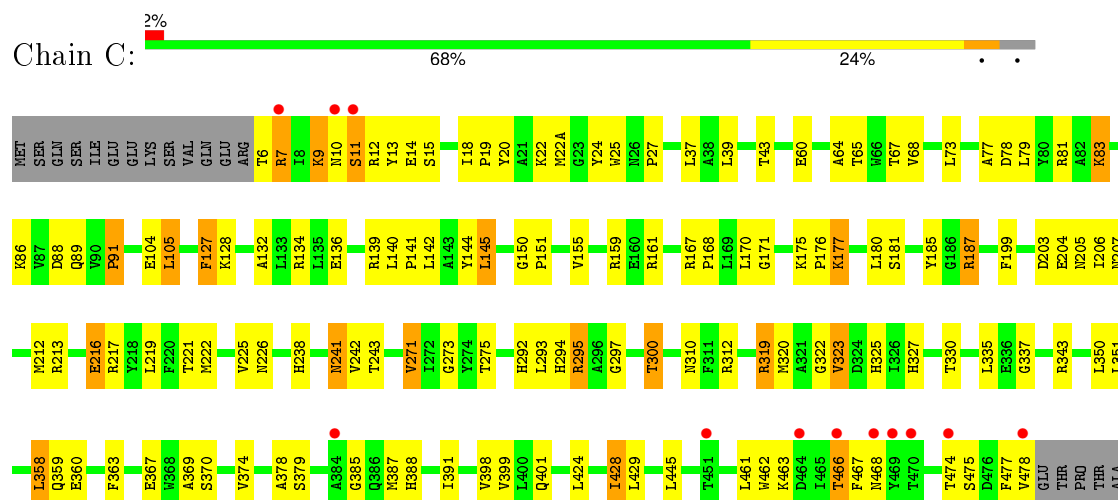 2%
Chain C:
68% 24% • •
MET SER GLN SER ILE GLU GLU LYS SER VAL GLN GLU ARG T6 R7 I8 K9 N10 S11 R12 Y13 E14 S15 I18 P19 Y20 A21 K22 M22A G23 Y24 W25 N26 P27 L37 A38 L39 T43 E60 A64 T65 W66 T67 V68 L73 A77 D78 L79 Y80 R81 A82 K83
K86 V87 D88 Q89 V90 P91 E104 L105 F127 K128 A132 L133 R134 L135 E136 R139 L140 P141 L142 A143 Y144 L145 G150 P151 V155 R159 E160 R161 R167 P168 L169 L170 G171 K175 P176 K177 L180 S181 Y185 G186 R187 F199 D203 E204 N205 I206 N207
M212 R213 E216 R217 Y218 L219 F220 T221 M222 V225 N226 H238 N241 V242 T243 V271 I272 G273 Y274 T275 H292 L293 H294 R295 A296 G297 T300 N310 F311 R312 R319 M320 A321 G322 V323 D324 H325 I326 H327 T330 L335 E336 G337 R343 L350 L351
L358 Q359 E360 F363 E367 W368 A369 S370 V374 A378 S379 A384 G385 Q386 M387 H388 I391 V398 V399 L400 Q401 L424 I428 L429 L445 T451 L461 W462 K463 D464 I465 T466 F467 N468 Y469 T470 T474 S475 D476 F477 V478 GLU THR PRO THR